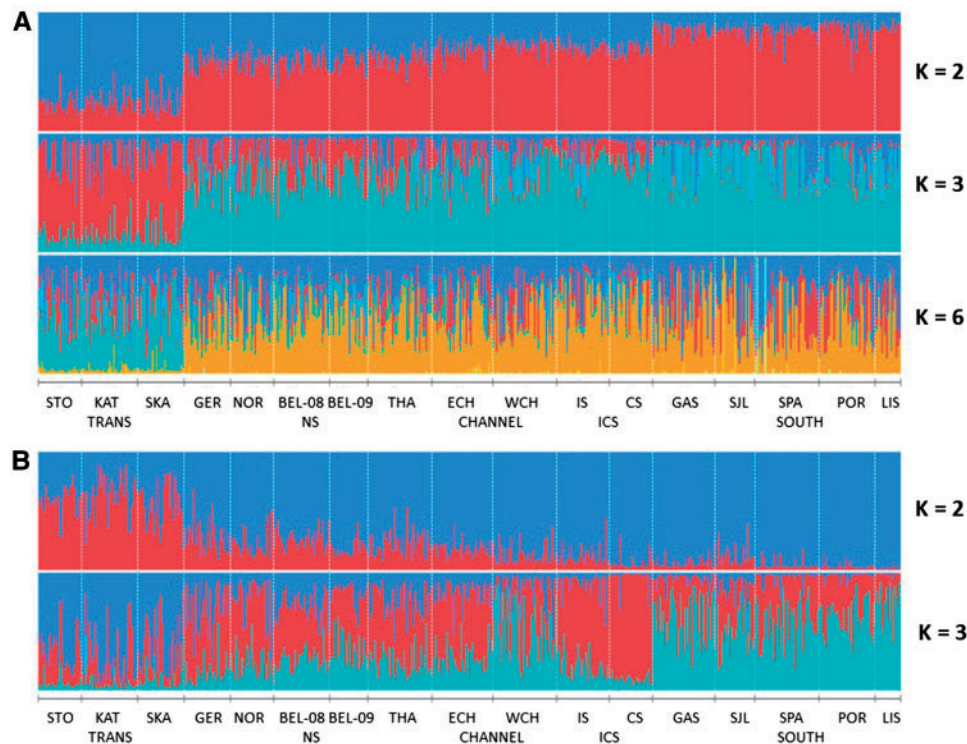 A
K = 2
K = 3
K = 6
STO KAT SKA GER NOR BEL-08 BEL-09 THA ECH WCH IS CS GAS SJL SPA POR LIS
TRANS NS CHANNEL ICS SOUTH
B
K = 2
K = 3
STO KAT SKA GER NOR BEL-08 BEL-09 THA ECH WCH IS CS GAS SJL SPA POR LIS
TRANS NS CHANNEL ICS SOUTH